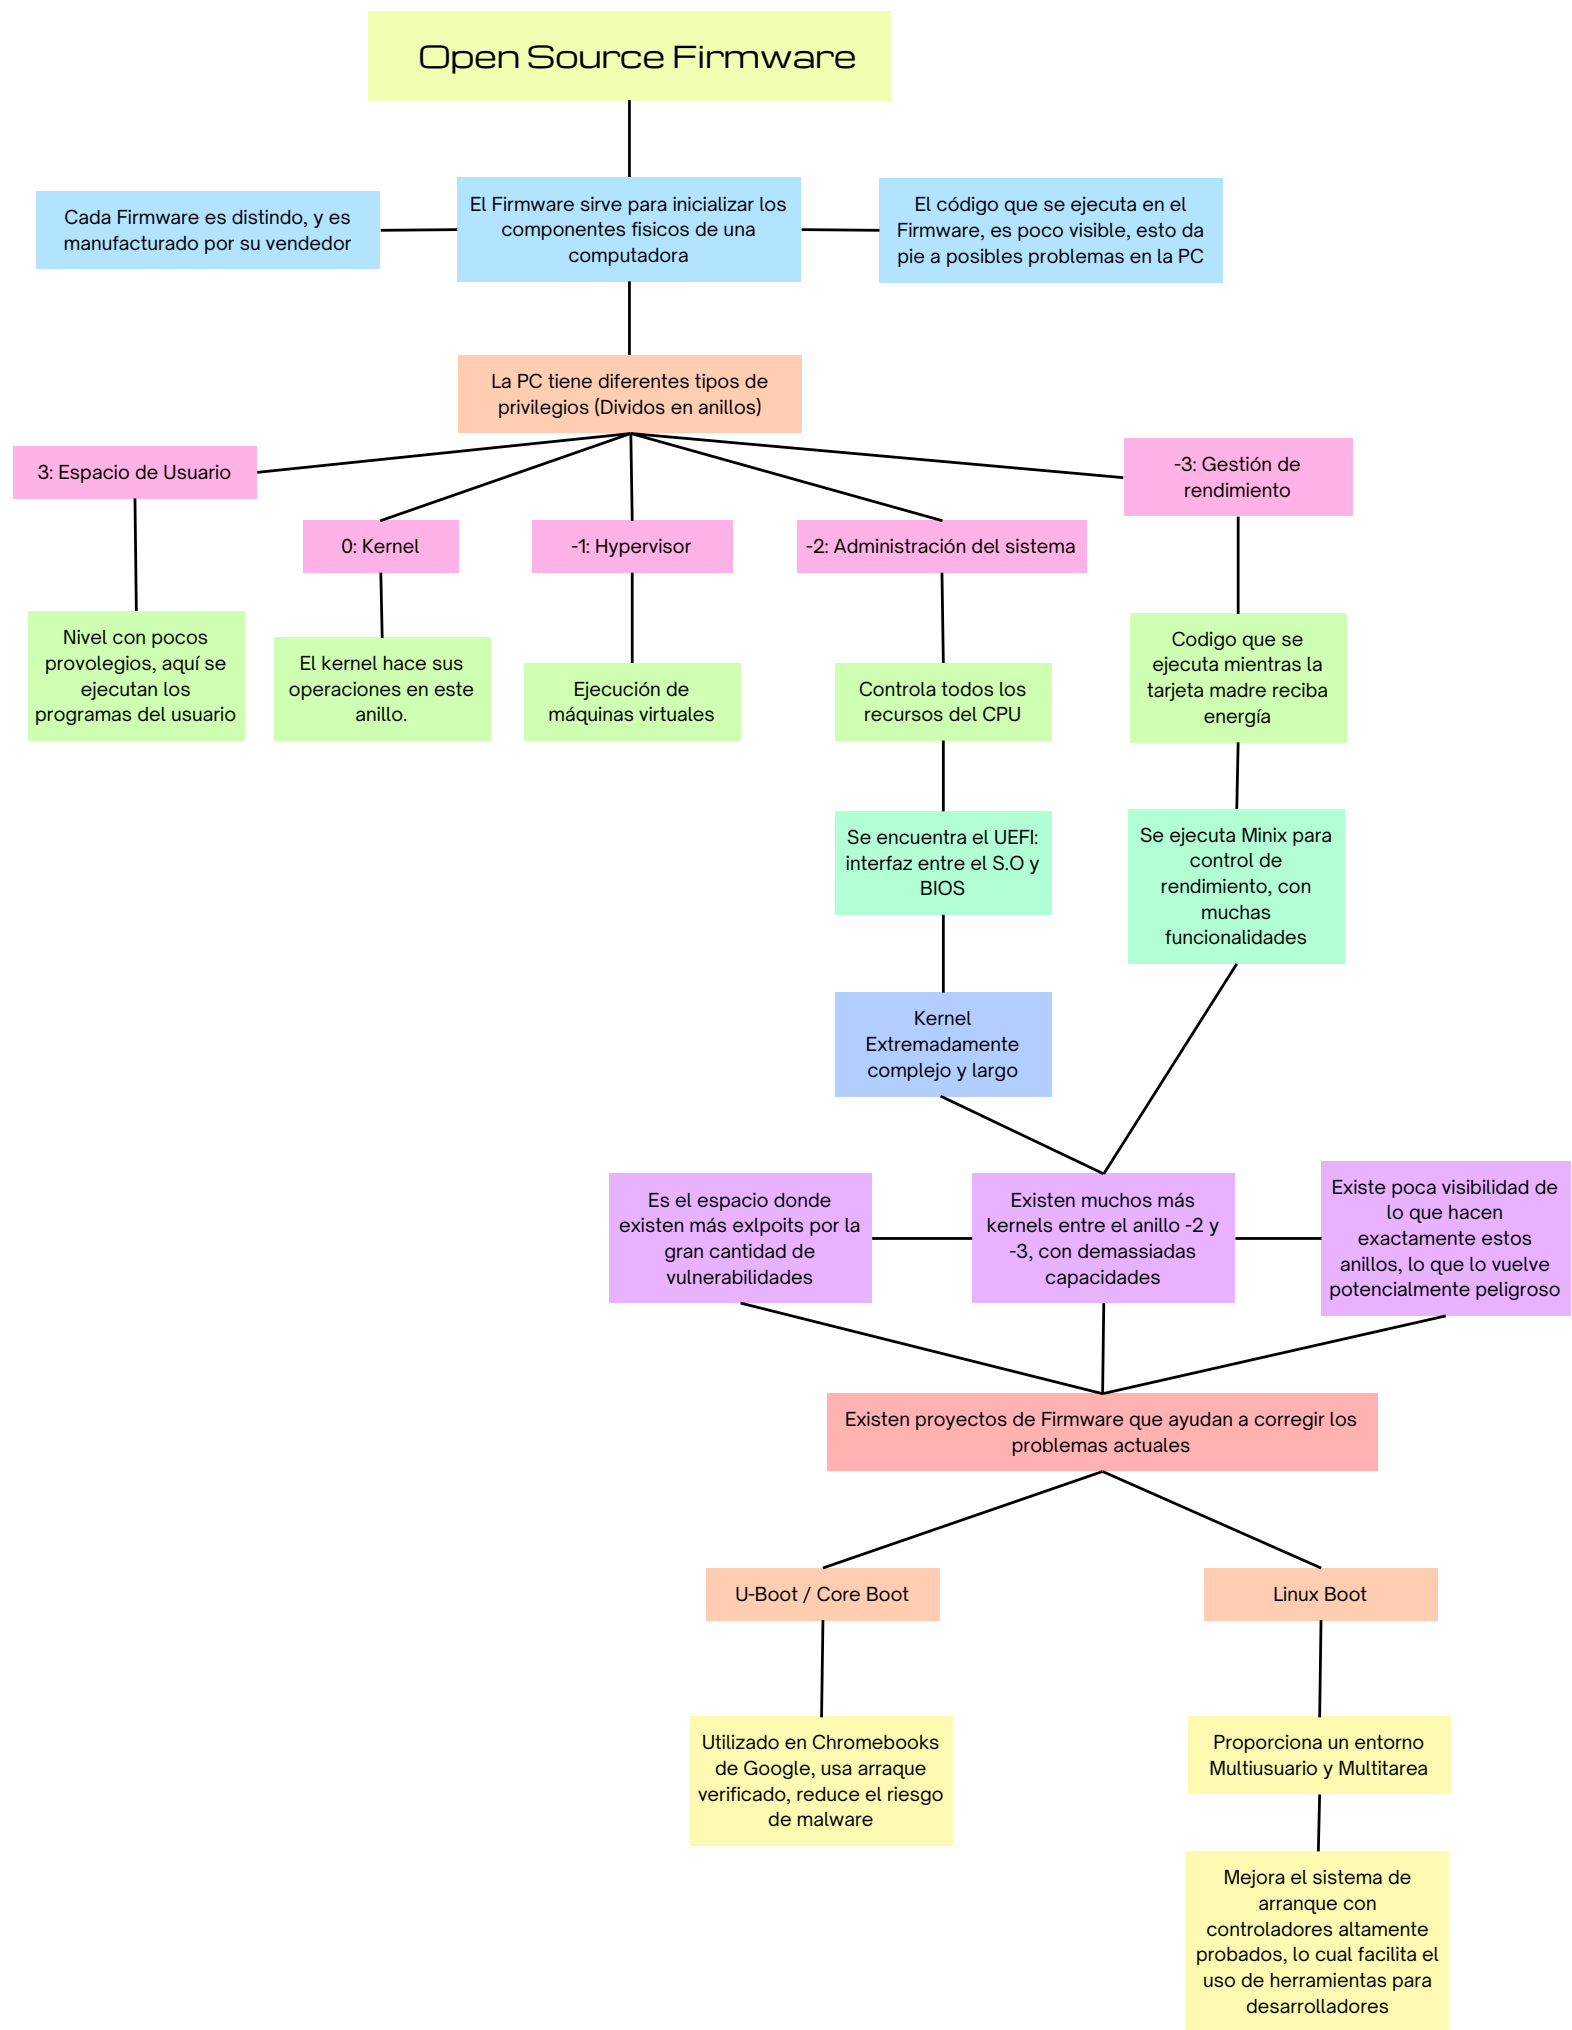 Open Source Firmware
Cada Firmware es distindo, y es
manufacturado por su vendedor
El Firmware sirve para inicializar los
componentes fisicos de una
computadora
El código que se ejecuta en el
Firmware, es poco visible, esto da
pie a posibles problemas en la PC
La PC tiene diferentes tipos de
privilegios (Dividos en anillos)
3: Espacio de Usuario
0: Kernel
-1: Hypervisor
-2: Administración del sistema
-3: Gestión de
rendimiento
Nivel con pocos
provolegios, aquí se
ejecutan los
programas del usuario
El kernel hace sus
operaciones en este
anillo.
Ejecución de
máquinas virtuales
Controla todos los
recursos del CPU
Codigo que se
ejecuta mientras la
tarjeta madre reciba
energía
Se encuentra el UEFI:
interfaz entre el S.O y
BIOS
Se ejecuta Minix para
control de
rendimiento, con
muchas
funcionalidades
Kernel
Extremadamente
complejo y largo
Es el espacio donde
existen más exlpoits por la
gran cantidad de
vulnerabilidades
Existen muchos más
kernels entre el anillo -2 y
-3, con demassiadas
capacidades
Existe poca visibilidad de
lo que hacen
exactamente estos
anillos, lo que lo vuelve
potencialmente peligroso
Existen proyectos de Firmware que ayudan a corregir los
problemas actuales
U-Boot / Core Boot
Linux Boot
Utilizado en Chromebooks
de Google, usa arraque
verificado, reduce el riesgo
de malware
Proporciona un entorno
Multiusuario y Multitarea
Mejora el sistema de
arranque con
controladores altamente
probados, lo cual facilita el
uso de herramientas para
desarrolladores